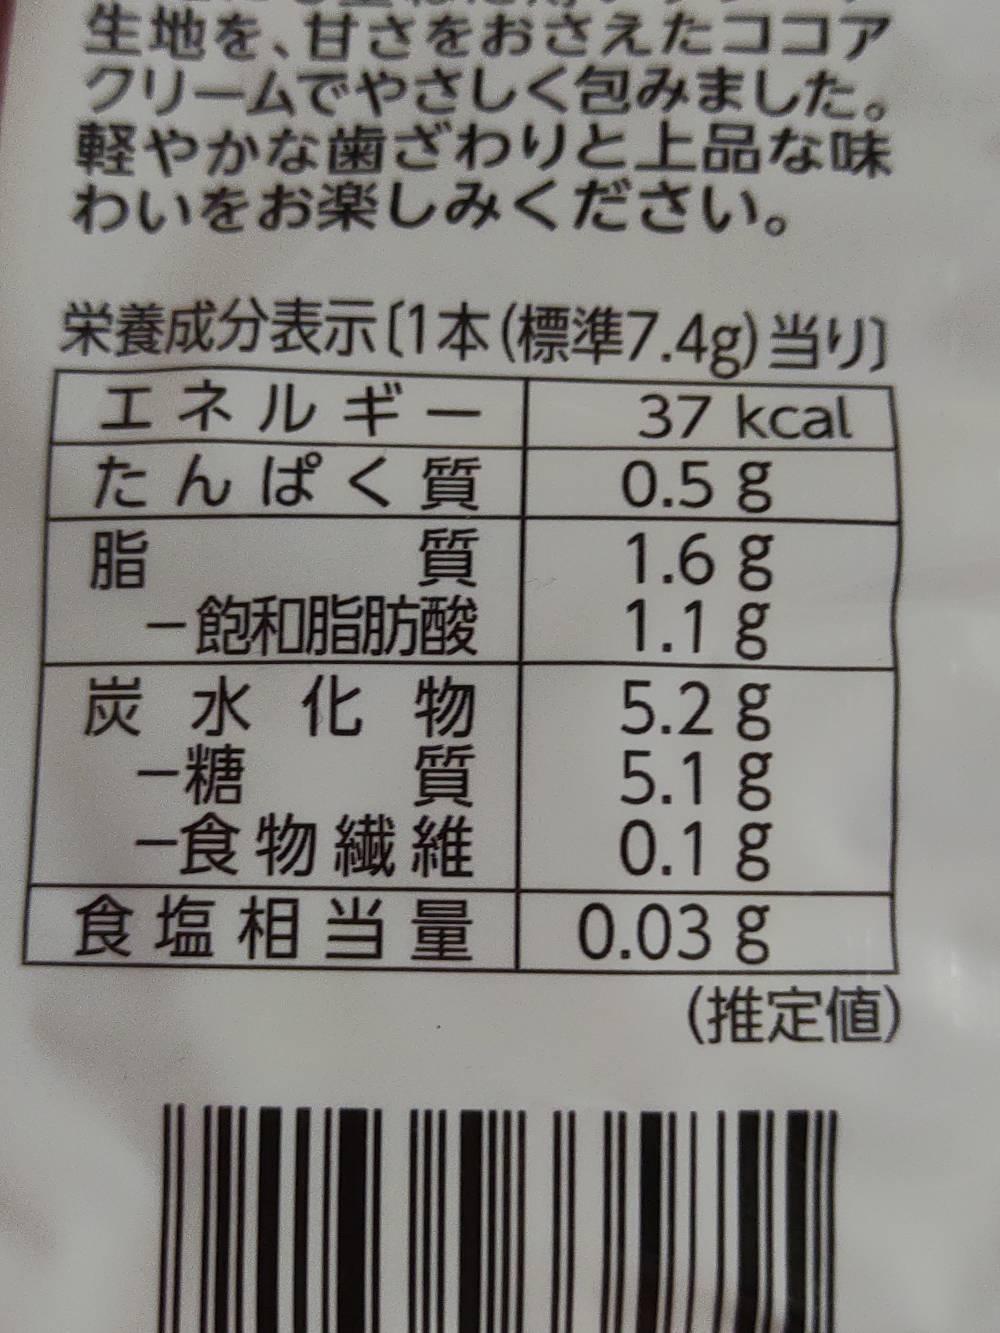 生地を、甘さをおさえたココア
クリームでやさしく包みました。
軽やかな歯ざわりと上品な味
わいをお楽しみください。
栄養成分表示〔1本(標準7.4g)当り〕
エネルギー 37 kcal
たんぱく質 0.5 g
脂質 1.6 g
−飽和脂肪酸 1.1 g
炭水化物 5.2 g
−糖質 5.1 g
−食物繊維 0.1 g
食塩相当量 0.03 g
(推定値)